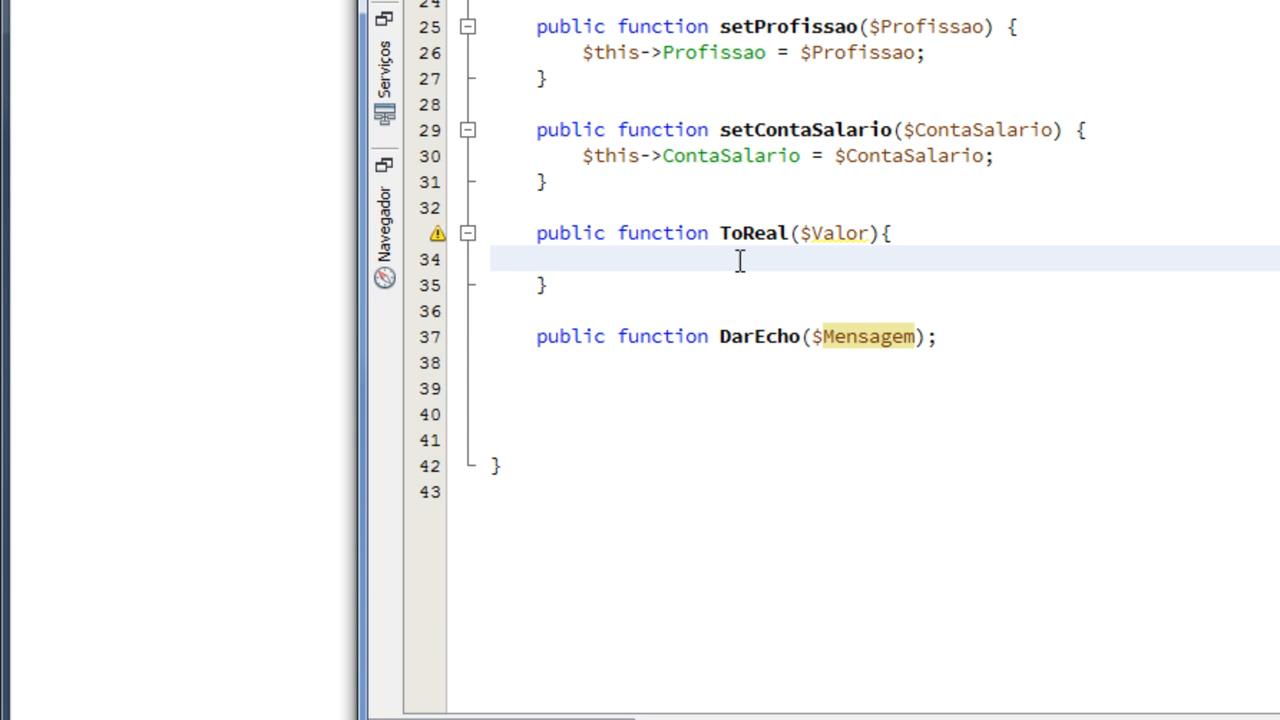 Serviços
Navegador
24
25 public function setProfissao($Profissao) {
26 $this->Profissao = $Profissao;
27 }
28
29 public function setContaSalario($ContaSalario) {
30 $this->ContaSalario = $ContaSalario;
31 }
32
public function ToReal($Valor){
34
35 }
36
37 public function DarEcho($Mensagem);
38
39
40
41
42 }
43